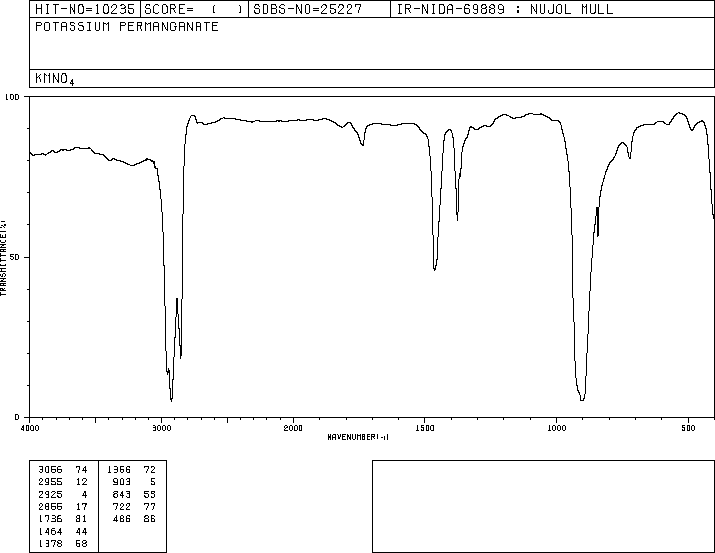 HIT-NO=10235 SCORE= ( ) SDBS-NO=25227 IR-NIDA-69889 : NUJOL MULL
POTASSIUM PERMANGANATE
KMNO4
100
50
0
TRANSMITTANCE(%)
4000 3000 2000 1500 1000 500
WAVENUMBER(-1)
3066 74 1366 72
2955 12 903 5
2925 4 843 55
2855 17 722 77
1736 81 486 86
1464 44
1378 58